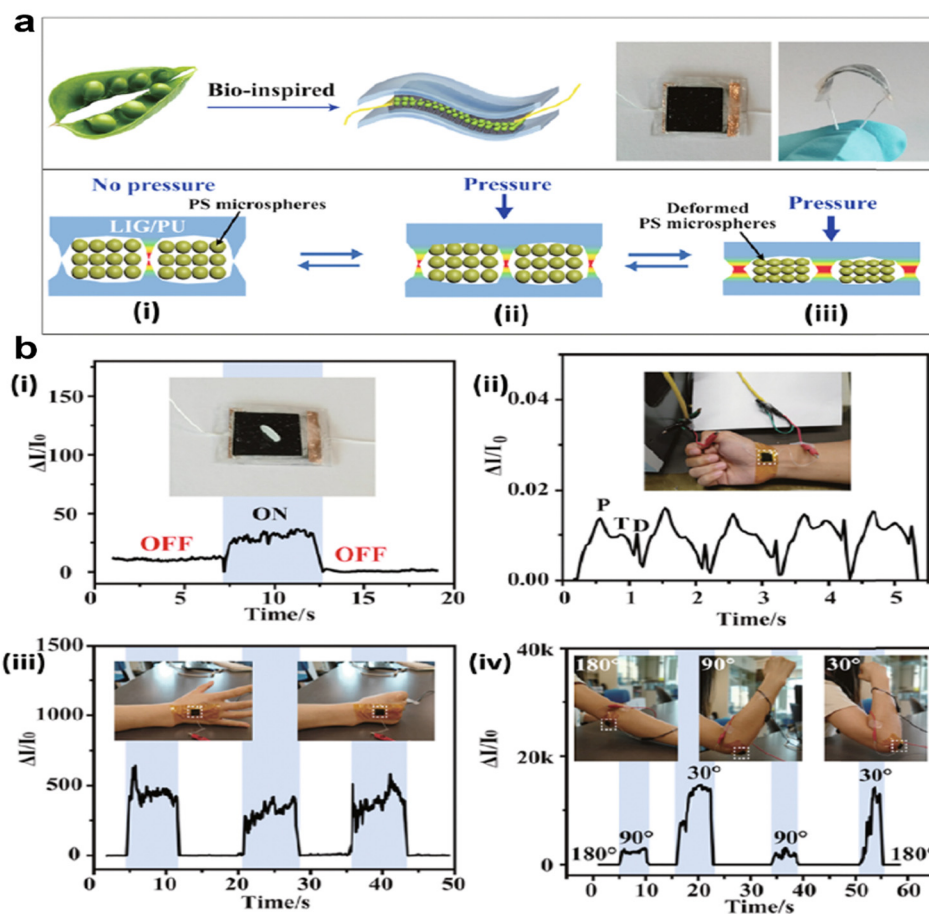 a
Bio-inspired
No pressure
PS microspheres
LIG/PU
Pressure
Deformed
PS microspheres
Pressure
(i)
(ii)
(iii)
b
(i)
ΔI/I₀
150
100
50
25
0
OFF
ON
OFF
0
5
10
15
20
Time/s
(ii)
ΔI/I₀
0.04
0.02
0.01
0.00
P
T
D
0
1
2
3
4
5
Time/s
(iii)
ΔI/I₀
1500
1000
500
0
0
10
20
30
40
50
Time/s
(iv)
ΔI/I₀
40k
20k
0
180°
90°
30°
180°
90°
30°
90°
30°
180°
0
10
20
30
40
50
60
Time/s